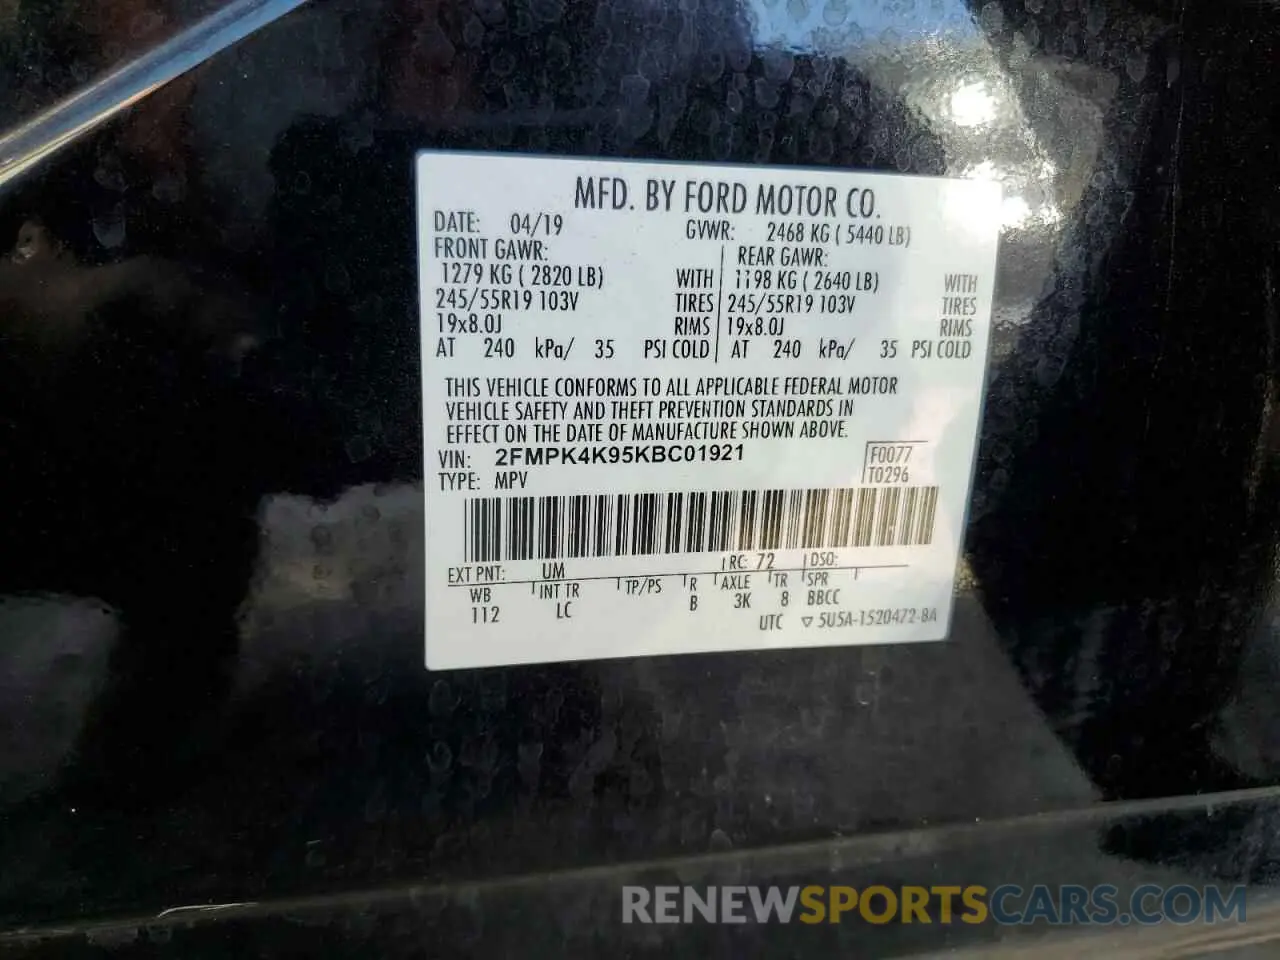 MFD. BY FORD MOTOR CO.
DATE: 04/19 GVWR: 2468 KG ( 5440 LB)
FRONT GAWR: REAR GAWR:
1279 KG ( 2820 LB) WITH 1198 KG ( 2640 LB) WITH
245/55R19 103V TIRES 245/55R19 103V TIRES
19x8.0J RIMS 19x8.0J RIMS
AT 240 kPa/ 35 PSI COLD AT 240 kPa/ 35 PSI COLD
THIS VEHICLE CONFORMS TO ALL APPLICABLE FEDERAL MOTOR
VEHICLE SAFETY AND THEFT PREVENTION STANDARDS IN
EFFECT ON THE DATE OF MANUFACTURE SHOWN ABOVE.
VIN: 2FMPK4K95KBC01921 F0077
TYPE: MPV T0296
EXT PNT: UM RC: 72 DSO:
WB INT TR TP/PS R AXLE TR SPR
112 LC B 3K 8 BBCC
UTC ▽ 5U5A-1520472-BA
RENEWSPORTSCARS.COM